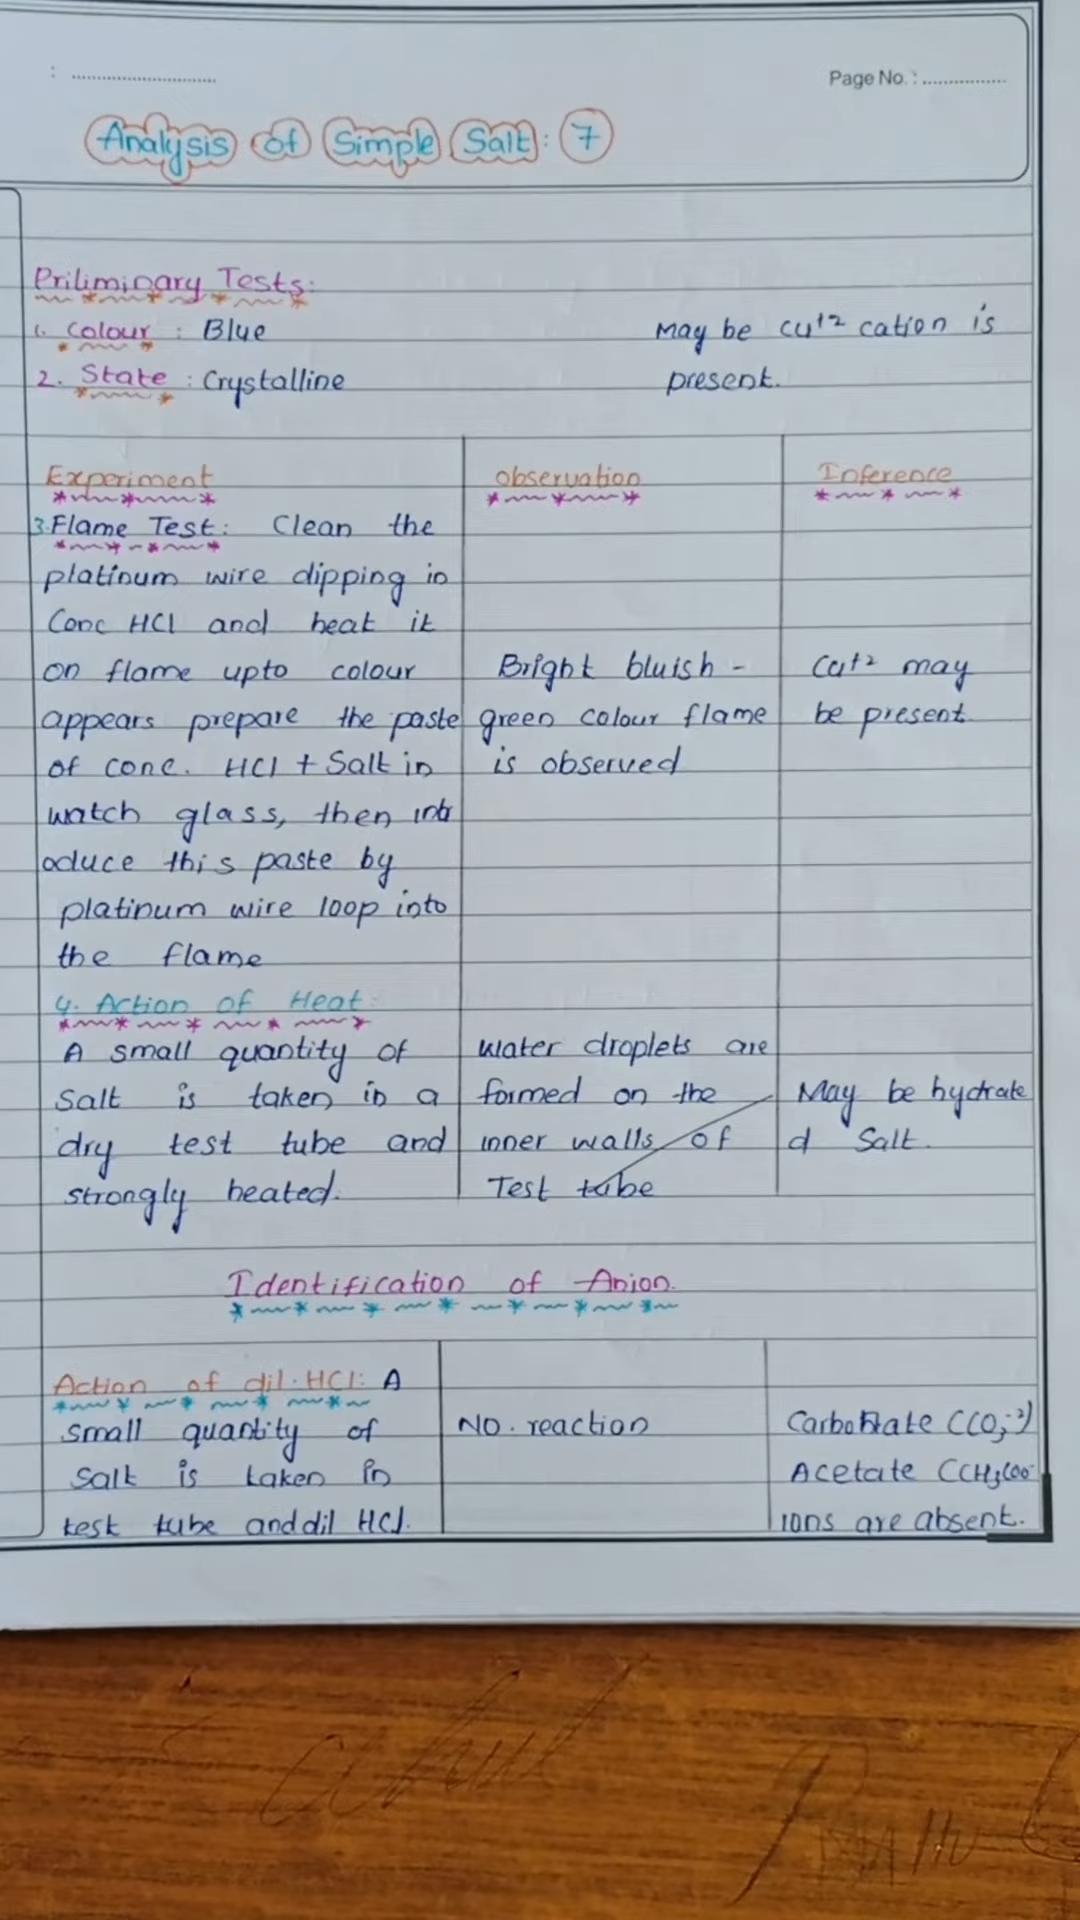 : ..............................
Page No. : ................
Analysis of Simple Salt: 7
Priliminary Tests:
1. Colour : Blue May be cu+2 cation is
2. State : Crystalline present.
Experiment observation Inference
3. Flame Test: Clean the
platinum wire dipping in
Conc HCl and heat it
on flame upto colour Bright bluish - Cu+2 may
appears prepare the paste green colour flame be present.
of conc. HCl + Salt in is observed
watch glass, then intr
oduce this paste by
platinum wire loop into
the flame
4. Action of Heat:
A small quantity of water droplets are
Salt is taken in a formed on the May be hydrate
dry test tube and inner walls of d Salt.
strongly heated. Test tube
Identification of Anion.
Action of dil. HCl: A
small quantity of NO. reaction Carbonate (CO3-2)
Salt is taken in Acetate (CH3COO-
test tube and dil HCl. ions are absent.